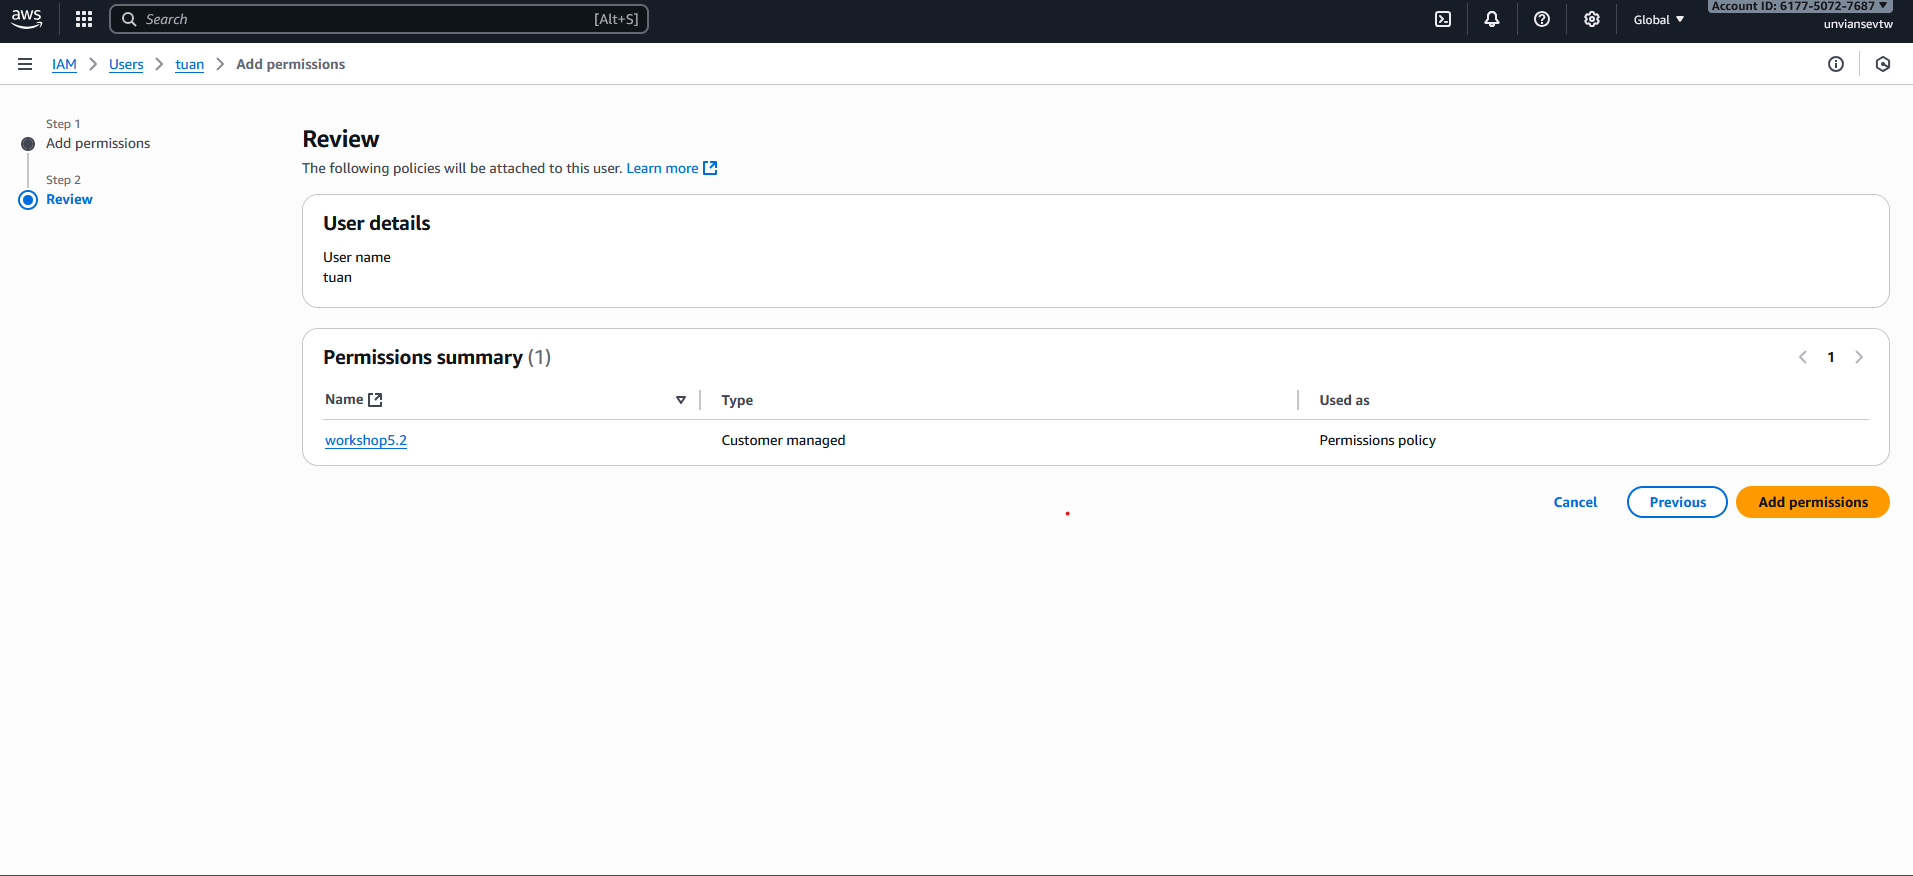 aws
Search
[Alt+S]
Global
Account ID: 6177-5072-7687
unviansevtw
IAM
Users
tuan
Add permissions
Step 1
Add permissions
Step 2
Review
Review
The following policies will be attached to this user. Learn more
User details
User name
tuan
Permissions summary (1)
1
Name
Type
Used as
workshop5.2
Customer managed
Permissions policy
Cancel
Previous
Add permissions